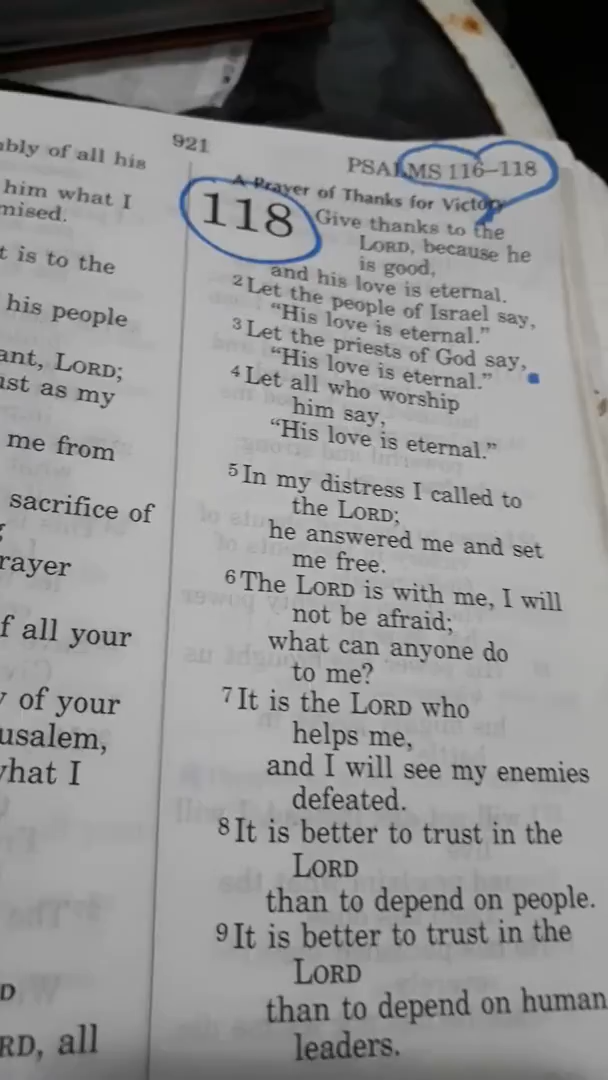 921
PSALMS 116–118
bly of all his
him what I
mised.
t is to the
his people
ant, LORD;
ust as my
me from
sacrifice of
rayer
f all your
of your
usalem,
what I
D
RD, all
A Prayer of Thanks for Victory
118 Give thanks to the
LORD, because he
is good,
and his love is eternal.
2 Let the people of Israel say,
“His love is eternal.”
3 Let the priests of God say,
“His love is eternal.”
4 Let all who worship
him say,
“His love is eternal.”
5 In my distress I called to
the LORD;
he answered me and set
me free.
6 The LORD is with me, I will
not be afraid;
what can anyone do
to me?
7 It is the LORD who
helps me,
and I will see my enemies
defeated.
8 It is better to trust in the
LORD
than to depend on people.
9 It is better to trust in the
LORD
than to depend on human
leaders.